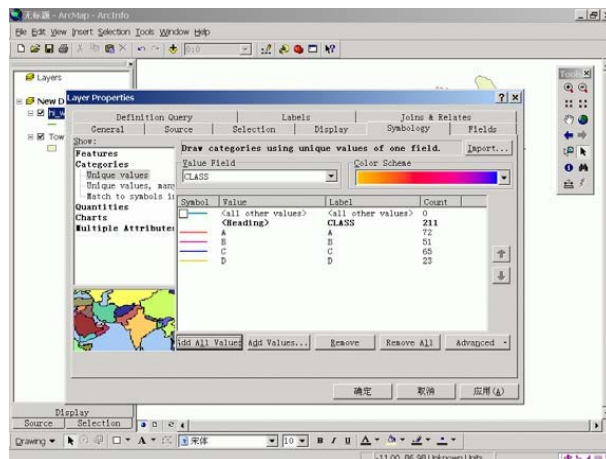 无标题 - ArcMap - ArcInfo
File Edit View Insert Selection Tools Window Help
Layers
New D
Tow
Display
Source Selection
Layer Properties
Definition Query Labels Joins & Relates
General Source Selection Display Symbology Fields
Show:
Features
Categories
Unique values
Unique values, many
Match to symbols in
Quantities
Charts
Multiple Attributes
Draw categories using unique values of one field.
Import...
Value Field
CLASS
Color Scheme
Symbol Value Label Count
<all other values> <all other values> 0
<Heading> CLASS 211
A A 72
B B 51
C C 65
D D 23
Add All Values Add Values... Remove Remove All Advanced
确定 取消 应用(A)
Tools
Drawing 宋体 10 B I U A
-11.00 86.98 Unknown Units